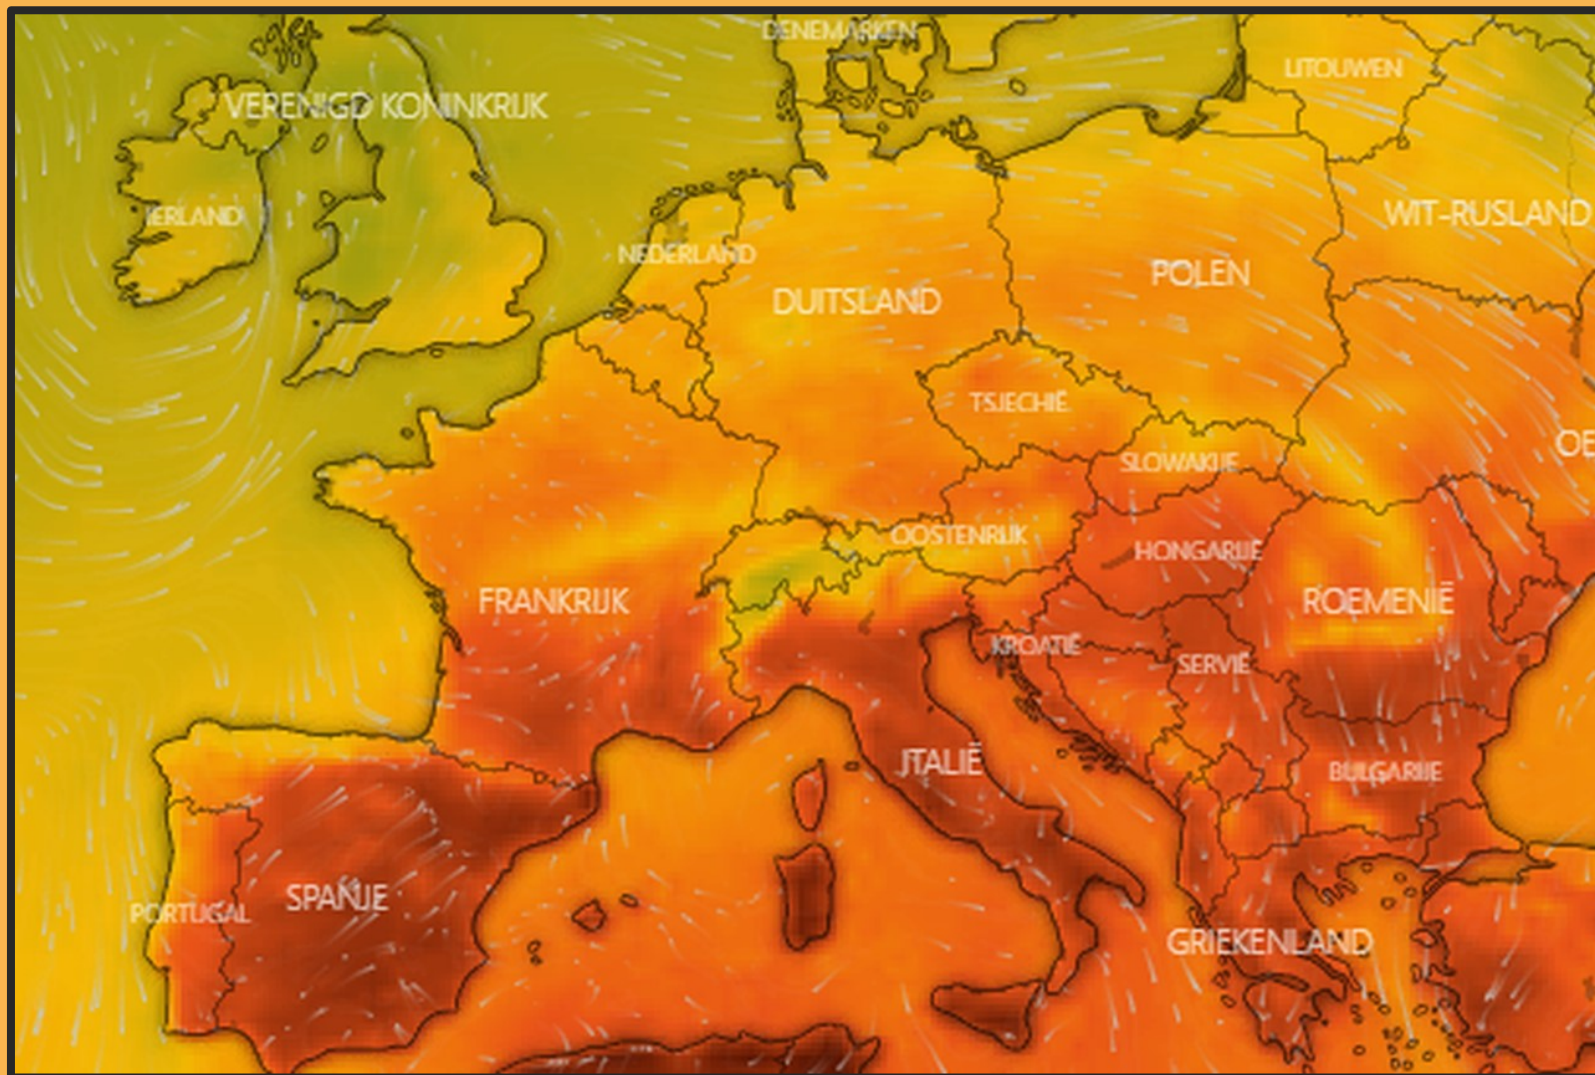 DENEMARKEN
LITOUWEN
VERENIGD KONINKRIJK
IERLAND
WIT-RUSLAND
NEDERLAND
POLEN
DUITSLAND
TSJECHIË
OE
SLOWAKIJE
OOSTENRIJK
HONGARIJE
FRANKRIJK
ROEMENIË
KROATIË
SERVIË
ITALIË
BULGARIJE
SPANJE
PORTUGAL
GRIEKENLAND